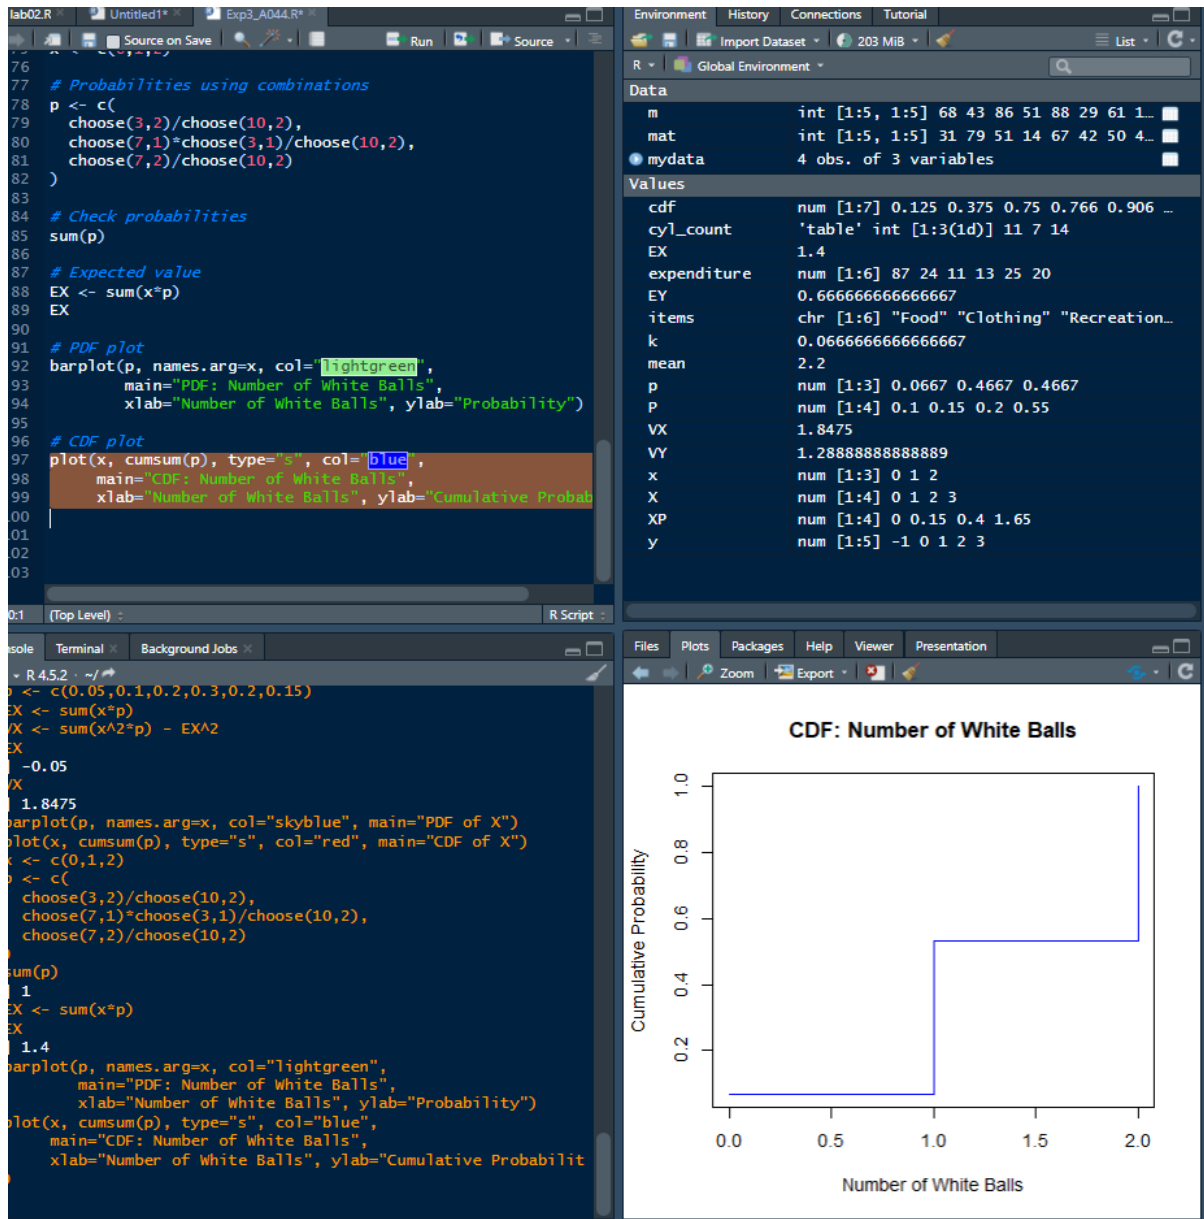 lab02.R Untitled1* Exp3_A044.R*
Source on Save Run Source
76
77 # Probabilities using combinations
78 p <- c(
79 choose(3,2)/choose(10,2),
80 choose(7,1)*choose(3,1)/choose(10,2),
81 choose(7,2)/choose(10,2)
82 )
83
84 # Check probabilities
85 sum(p)
86
87 # Expected value
88 EX <- sum(x*p)
89 EX
90
91 # PDF plot
92 barplot(p, names.arg=x, col="lightgreen",
93 main="PDF: Number of White Balls",
94 xlab="Number of White Balls", ylab="Probability")
95
96 # CDF plot
97 plot(x, cumsum(p), type="s", col="blue",
98 main="CDF: Number of White Balls",
99 xlab="Number of White Balls", ylab="Cumulative Probab
00
01
02
03
0:1 (Top Level) R Script
Environment History Connections Tutorial
Import Dataset 203 MiB List
R Global Environment
Data
m int [1:5, 1:5] 68 43 86 51 88 29 61 1…
mat int [1:5, 1:5] 31 79 51 14 67 42 50 4…
mydata 4 obs. of 3 variables
Values
cdf num [1:7] 0.125 0.375 0.75 0.766 0.906 …
cyl_count 'table' int [1:3(1d)] 11 7 14
EX 1.4
expenditure num [1:6] 87 24 11 13 25 20
EY 0.666666666666667
items chr [1:6] "Food" "Clothing" "Recreation…
k 0.0666666666666667
mean 2.2
p num [1:3] 0.0667 0.4667 0.4667
P num [1:4] 0.1 0.15 0.2 0.55
VX 1.8475
VY 1.28888888888889
x num [1:3] 0 1 2
X num [1:4] 0 1 2 3
XP num [1:4] 0 0.15 0.4 1.65
y num [1:5] -1 0 1 2 3
nsole Terminal Background Jobs
R 4.5.2 · ~/
<- c(0.05,0.1,0.2,0.3,0.2,0.15)
EX <- sum(x*p)
VX <- sum(x^2*p) - EX^2
EX
] -0.05
VX
] 1.8475
barplot(p, names.arg=x, col="skyblue", main="PDF of X")
plot(x, cumsum(p), type="s", col="red", main="CDF of X")
x <- c(0,1,2)
p <- c(
choose(3,2)/choose(10,2),
choose(7,1)*choose(3,1)/choose(10,2),
choose(7,2)/choose(10,2)
)
sum(p)
] 1
EX <- sum(x*p)
EX
] 1.4
barplot(p, names.arg=x, col="lightgreen",
main="PDF: Number of White Balls",
xlab="Number of White Balls", ylab="Probability")
plot(x, cumsum(p), type="s", col="blue",
main="CDF: Number of White Balls",
xlab="Number of White Balls", ylab="Cumulative Probabilit
)
Files Plots Packages Help Viewer Presentation
Zoom Export
CDF: Number of White Balls
Cumulative Probability
1.0
0.8
0.6
0.4
0.2
0.0 0.5 1.0 1.5 2.0
Number of White Balls